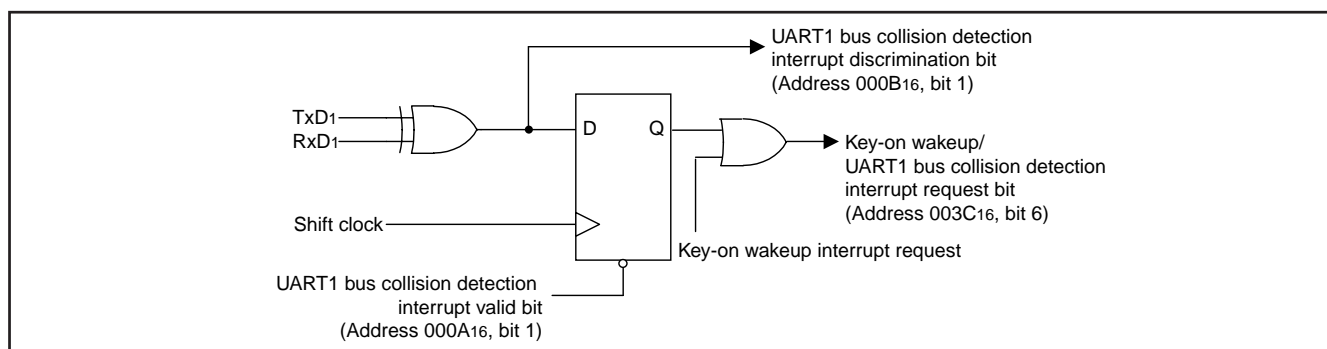 UART1 bus collision detection
interrupt discrimination bit
(Address 000B16, bit 1)
TxD1
RxD1
D
Q
Key-on wakeup/
UART1 bus collision detection
interrupt request bit
(Address 003C16, bit 6)
Shift clock
Key-on wakeup interrupt request
UART1 bus collision detection
interrupt valid bit
(Address 000A16, bit 1)